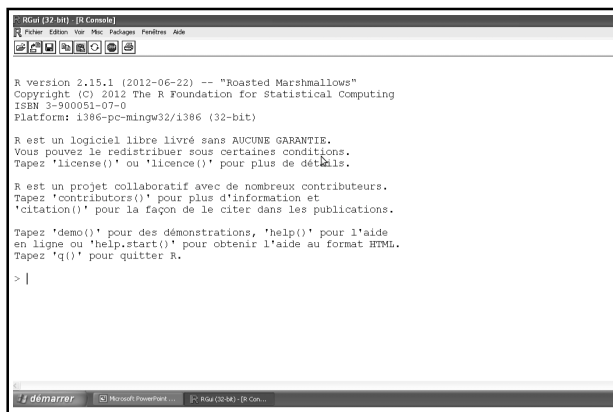 RGui (32-bit) - [R Console]
Fichier Edition Voir Misc Packages Fenêtres Aide
R version 2.15.1 (2012-06-22) -- "Roasted Marshmallows"
Copyright (C) 2012 The R Foundation for Statistical Computing
ISBN 3-900051-07-0
Platform: i386-pc-mingw32/i386 (32-bit)
R est un logiciel libre livré sans AUCUNE GARANTIE.
Vous pouvez le redistribuer sous certaines conditions.
Tapez 'license()' ou 'licence()' pour plus de détails.
R est un projet collaboratif avec de nombreux contributeurs.
Tapez 'contributors()' pour plus d'information et
'citation()' pour la façon de le citer dans les publications.
Tapez 'demo()' pour des démonstrations, 'help()' pour l'aide
en ligne ou 'help.start()' pour obtenir l'aide au format HTML.
Tapez 'q()' pour quitter R.
>
démarrer Microsoft PowerPoint ... RGui (32-bit) - [R Con...